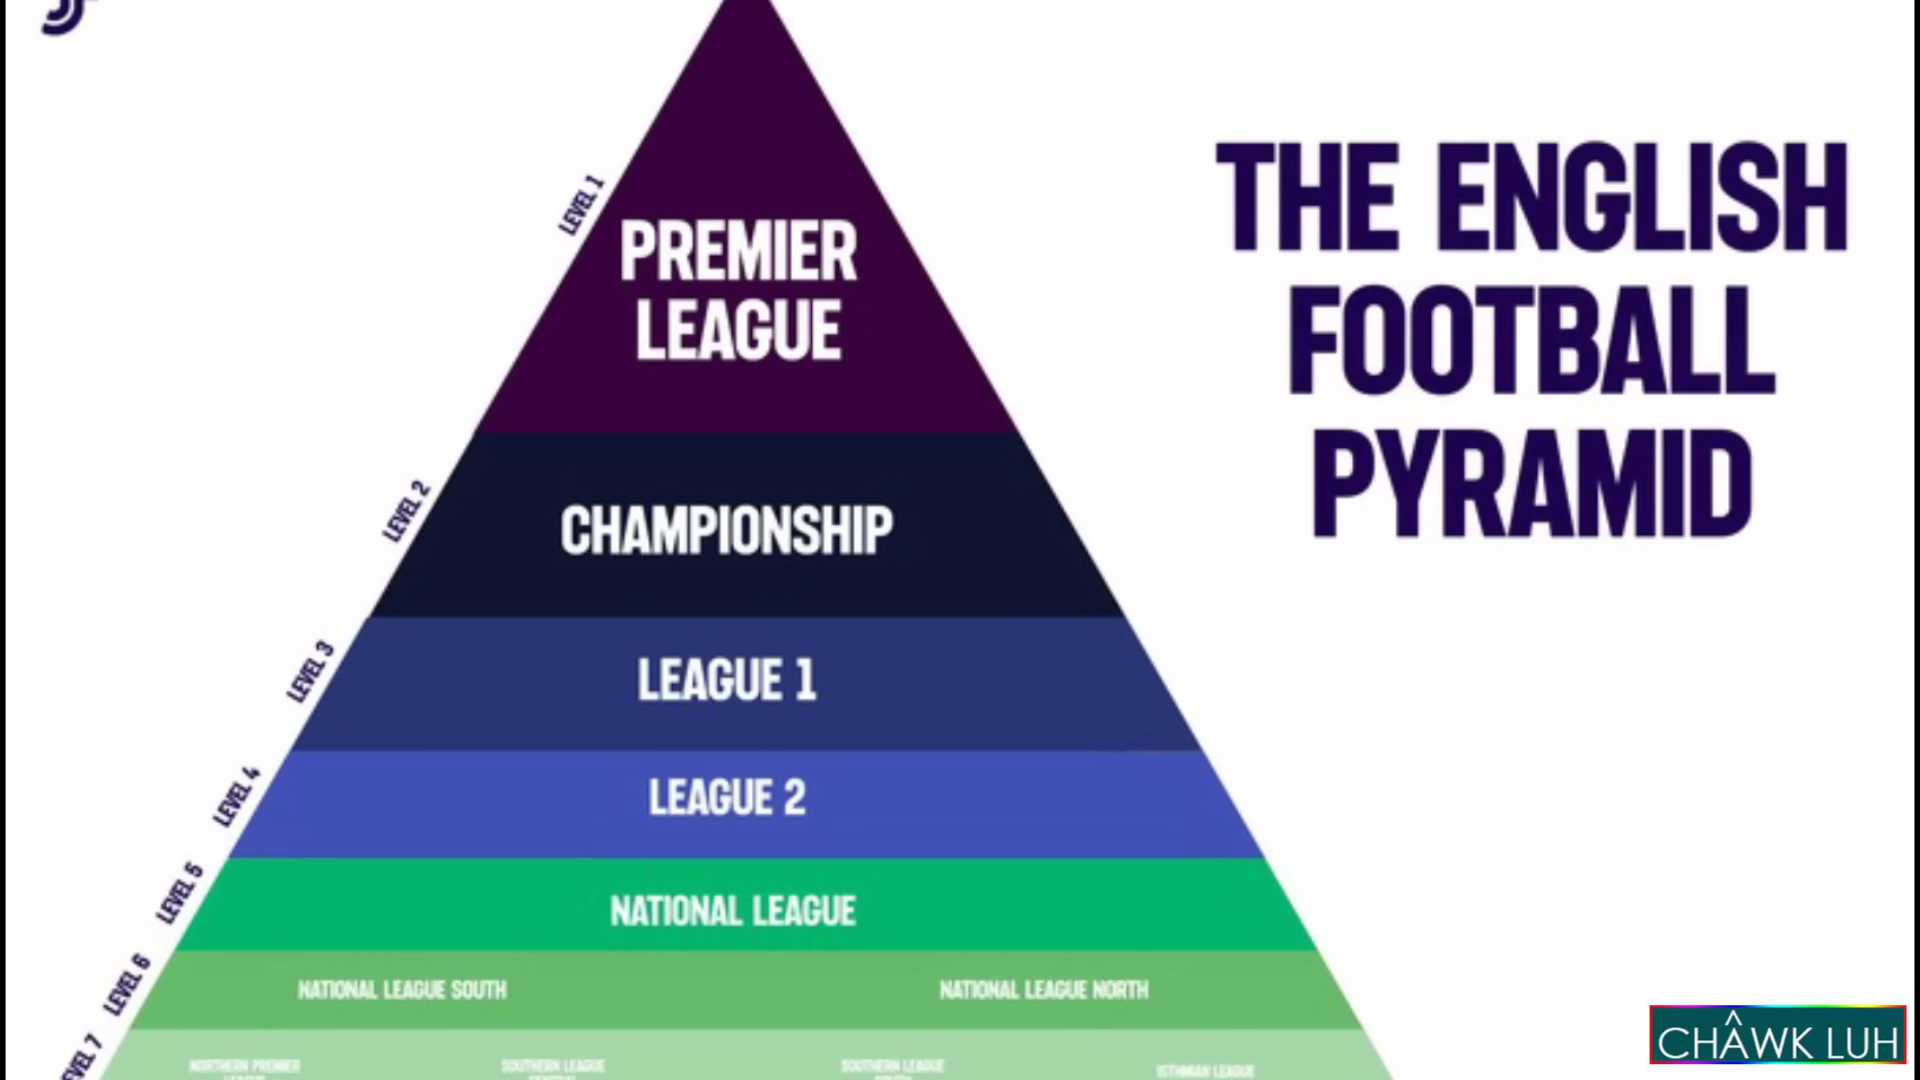 THE ENGLISH
FOOTBALL
PYRAMID
LEVEL 1
PREMIER
LEAGUE
LEVEL 2
CHAMPIONSHIP
LEVEL 3
LEAGUE 1
LEVEL 4
LEAGUE 2
LEVEL 5
NATIONAL LEAGUE
LEVEL 6
NATIONAL LEAGUE SOUTH
NATIONAL LEAGUE NORTH
LEVEL 7
NORTHERN PREMIER
SOUTHERN LEAGUE
SOUTHERN LEAGUE
ISTHMIAN LEAGUE
CHÂWK LUH